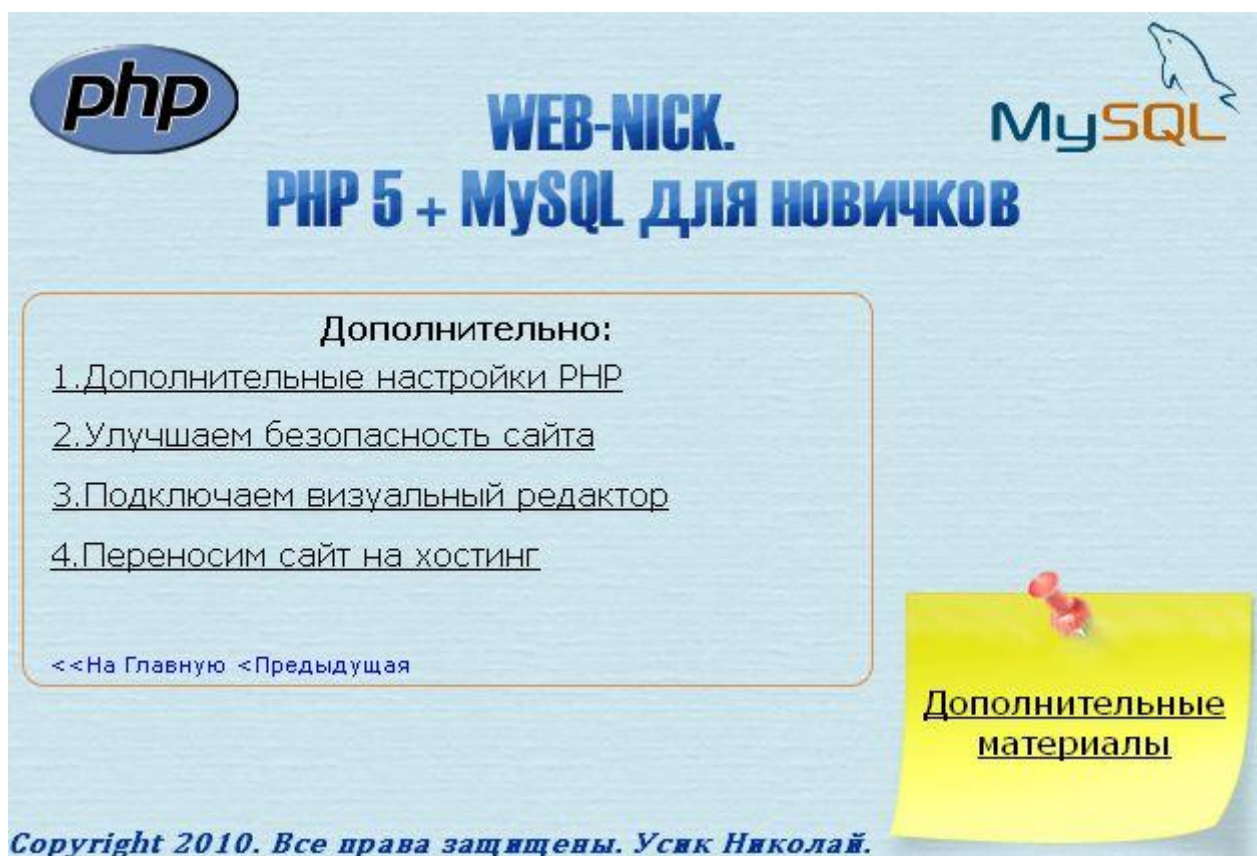 php
MySQL
WEB-NICK.
PHP 5 + MySQL для новичков
Дополнительно:
1.Дополнительные настройки PHP
2.Улучшаем безопасность сайта
3.Подключаем визуальный редактор
4.Переносим сайт на хостинг
<<На Главную <Предыдущая
Дополнительные
материалы
Copyright 2010. Все права защищены. Усик Николай.